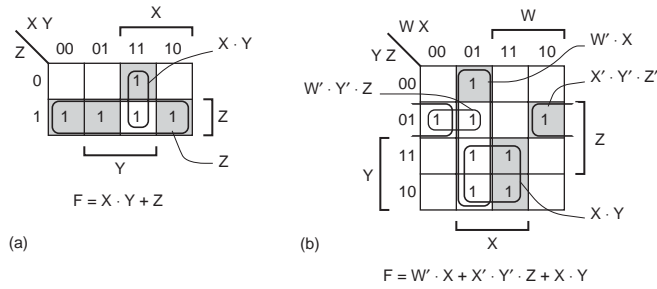 X Y
Z
00 01 11 10
X
X · Y
0 1
1 1 1 1 1
Z
Y
Z
F = X · Y + Z
(a)
W X
Y Z
00 01 11 10
W
W′ · X
X′ · Y′ · Z′
W′ · Y′ · Z
00 1
01 1 1 1
11 1 1
10 1 1
Z
Y
X · Y
X
(b)
F = W′ · X + X′ · Y′ · Z + X · Y